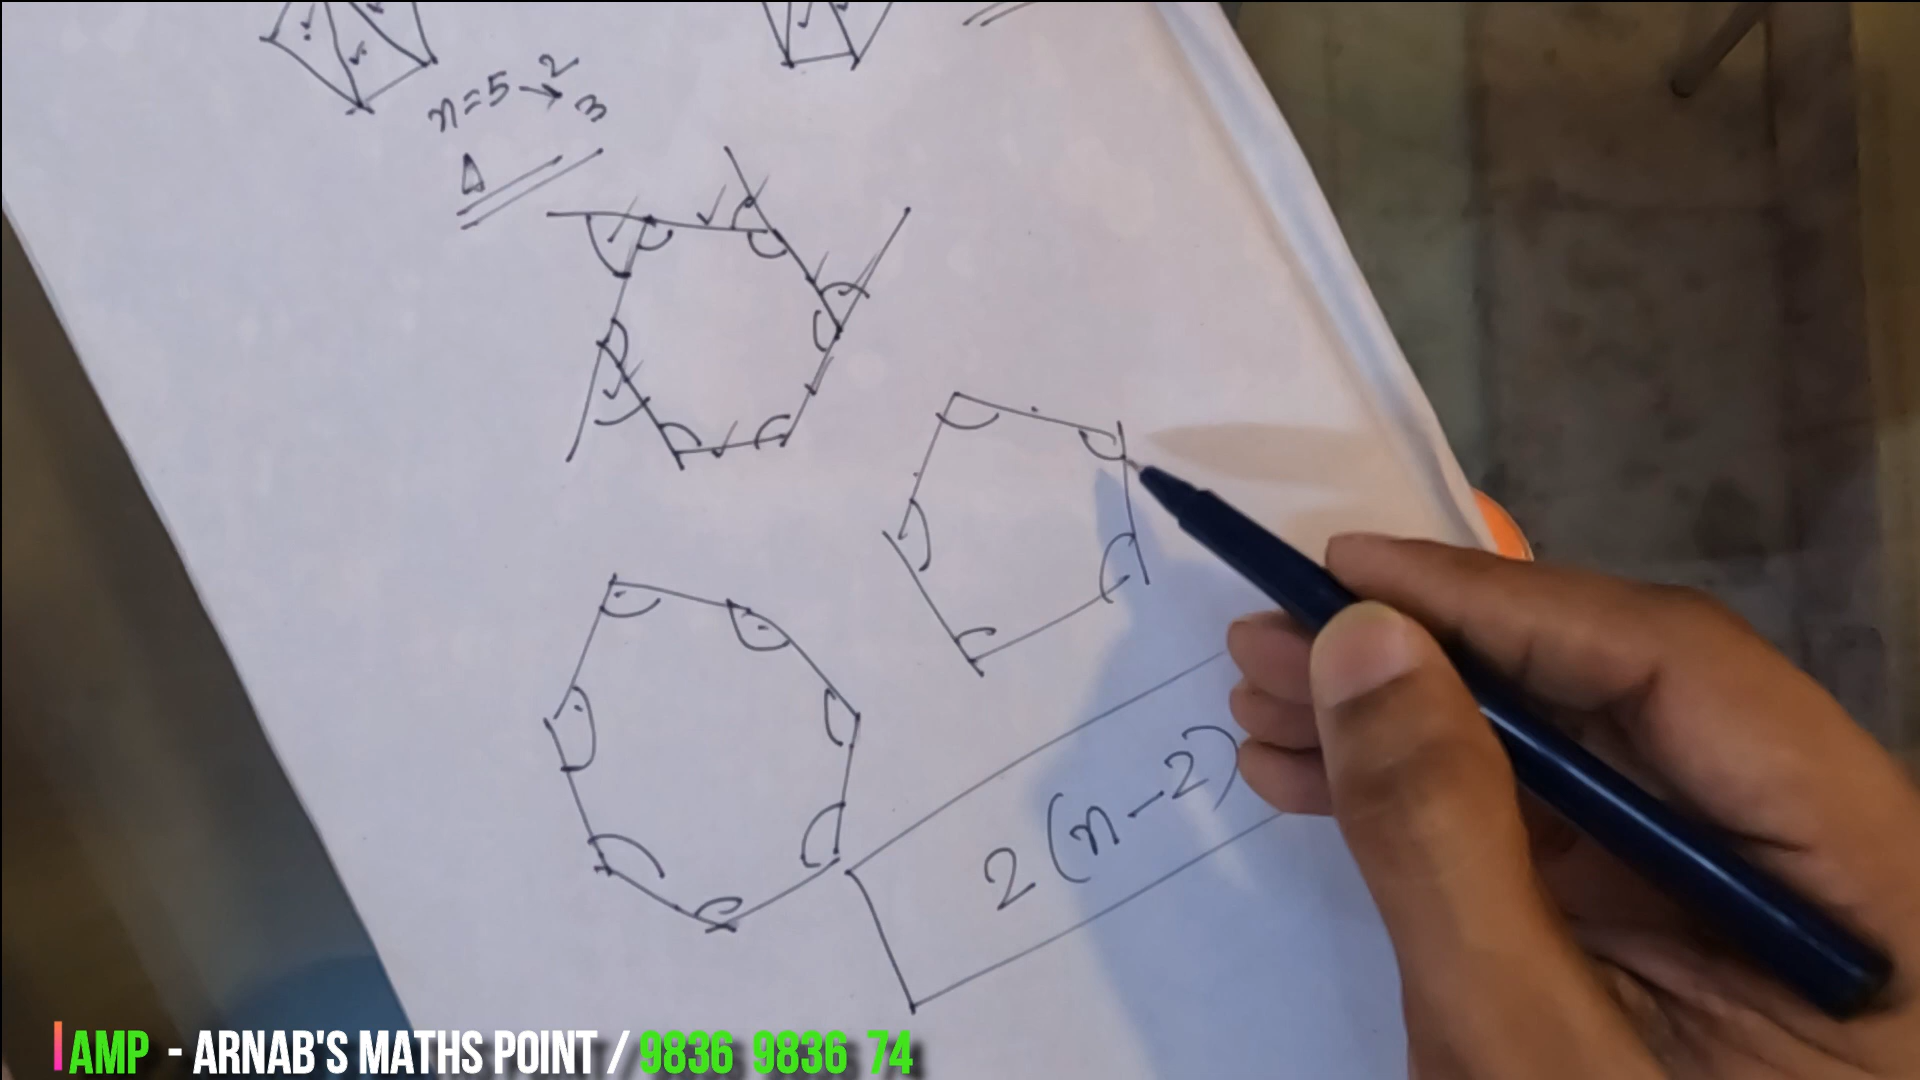 n=5→2
3
Δ
2(n-2)
AMP - ARNAB'S MATHS POINT / 9836 9836 74